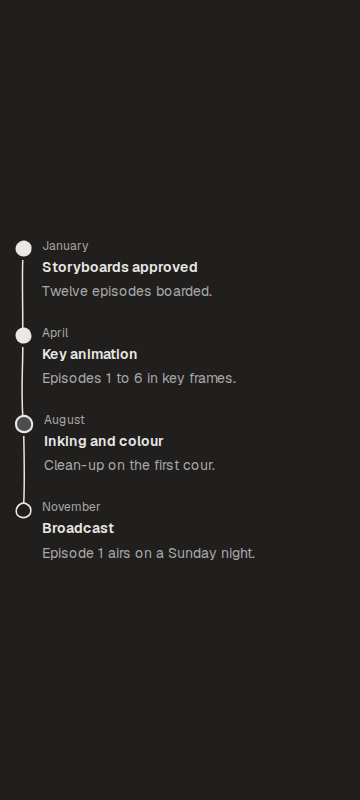 January
Storyboards approved
Twelve episodes boarded.
April
Key animation
Episodes 1 to 6 in key frames.
August
Inking and colour
Clean-up on the first cour.
November
Broadcast
Episode 1 airs on a Sunday night.